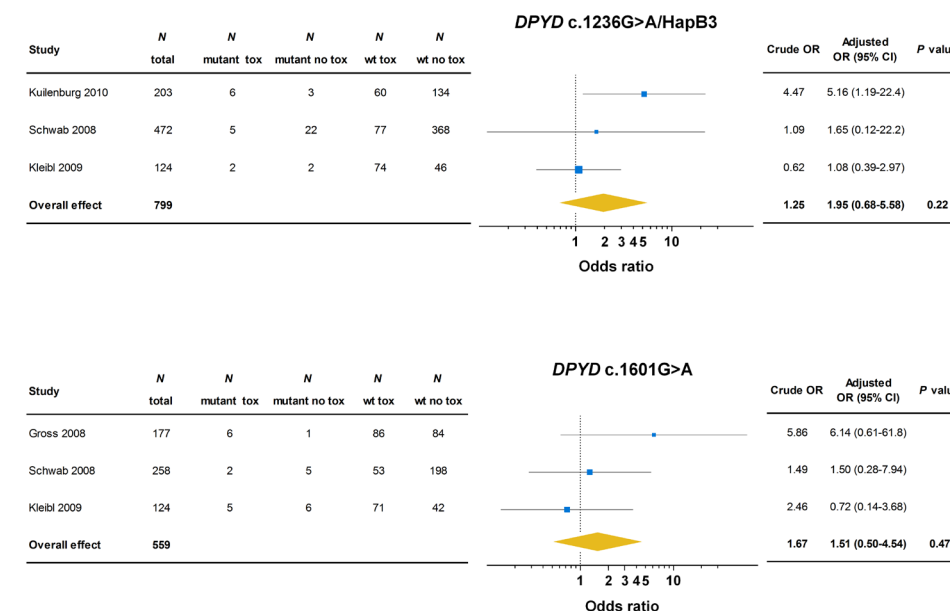 DPYD c.1236G>A/HapB3
Study N total N mutant tox N mutant no tox N wt tox N wt no tox Crude OR Adjusted OR (95% CI) P valu
Kuilenburg 2010 203 6 3 60 134 4.47 5.16 (1.19-22.4)
Schwab 2008 472 5 22 77 368 1.09 1.65 (0.12-22.2)
Kleibl 2009 124 2 2 74 46 0.62 1.08 (0.39-2.97)
Overall effect 799 1.25 1.95 (0.68-5.58) 0.22
1 2 3 4 5 10
Odds ratio
DPYD c.1601G>A
Study N total N mutant tox N mutant no tox N wt tox N wt no tox Crude OR Adjusted OR (95% CI) P valu
Gross 2008 177 6 1 86 84 5.86 6.14 (0.61-61.8)
Schwab 2008 258 2 5 53 198 1.49 1.50 (0.28-7.94)
Kleibl 2009 124 5 6 71 42 2.46 0.72 (0.14-3.68)
Overall effect 559 1.67 1.51 (0.50-4.54) 0.47
1 2 3 4 5 10
Odds ratio